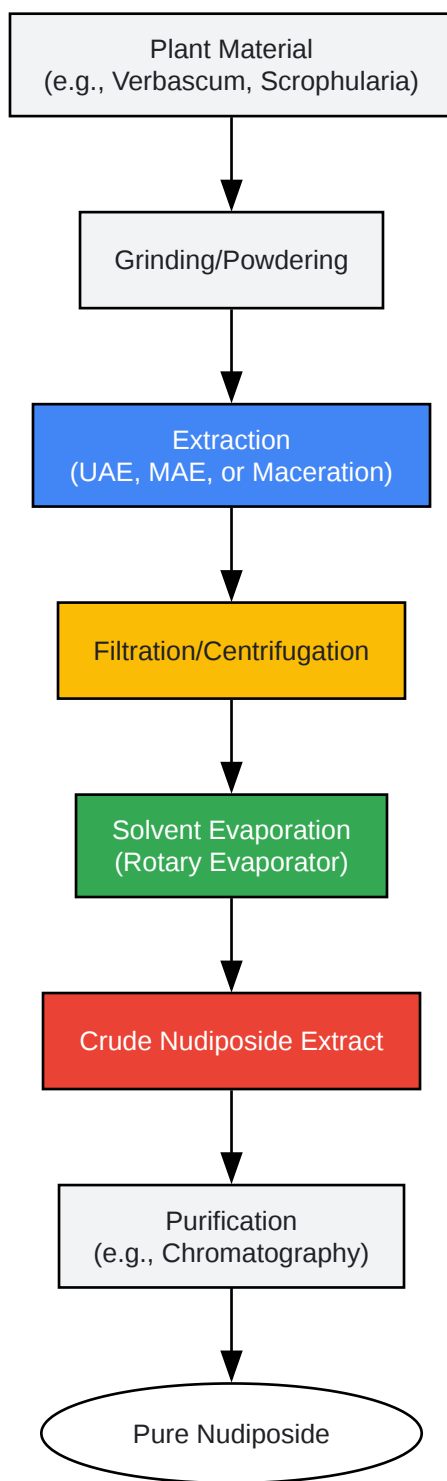 Plant Material
(e.g., Verbascum, Scrophularia)
Grinding/Powdering
Extraction
(UAE, MAE, or Maceration)
Filtration/Centrifugation
Solvent Evaporation
(Rotary Evaporator)
Crude Nudiposide Extract
Purification
(e.g., Chromatography)
Pure Nudiposide